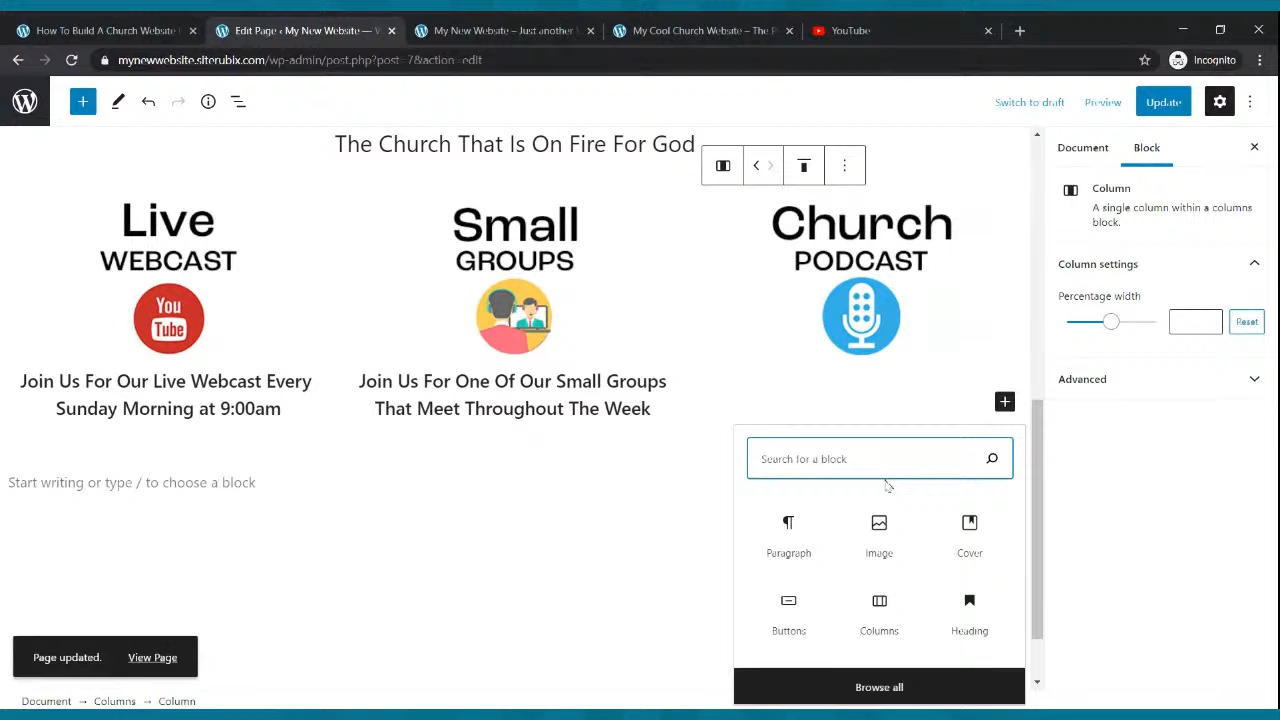 How To Build A Church Website
Edit Page ‹ My New Website — W
My New Website – Just another
My Cool Church Website – The P
YouTube
mynewwebsite.siterubix.com/wp-admin/post.php?post=7&action=edit
Incognito
Switch to draft
Preview
Update
The Church That Is On Fire For God
Document
Block
Column
A single column within a columns
block.
Column settings
Percentage width
Reset
Advanced
Live
WEBCAST
You
Tube
Join Us For Our Live Webcast Every
Sunday Morning at 9:00am
Small
GROUPS
Join Us For One Of Our Small Groups
That Meet Throughout The Week
Church
PODCAST
Start writing or type / to choose a block
Search for a block
Paragraph
Image
Cover
Buttons
Columns
Heading
Browse all
Page updated.
View Page
Document → Columns → Column